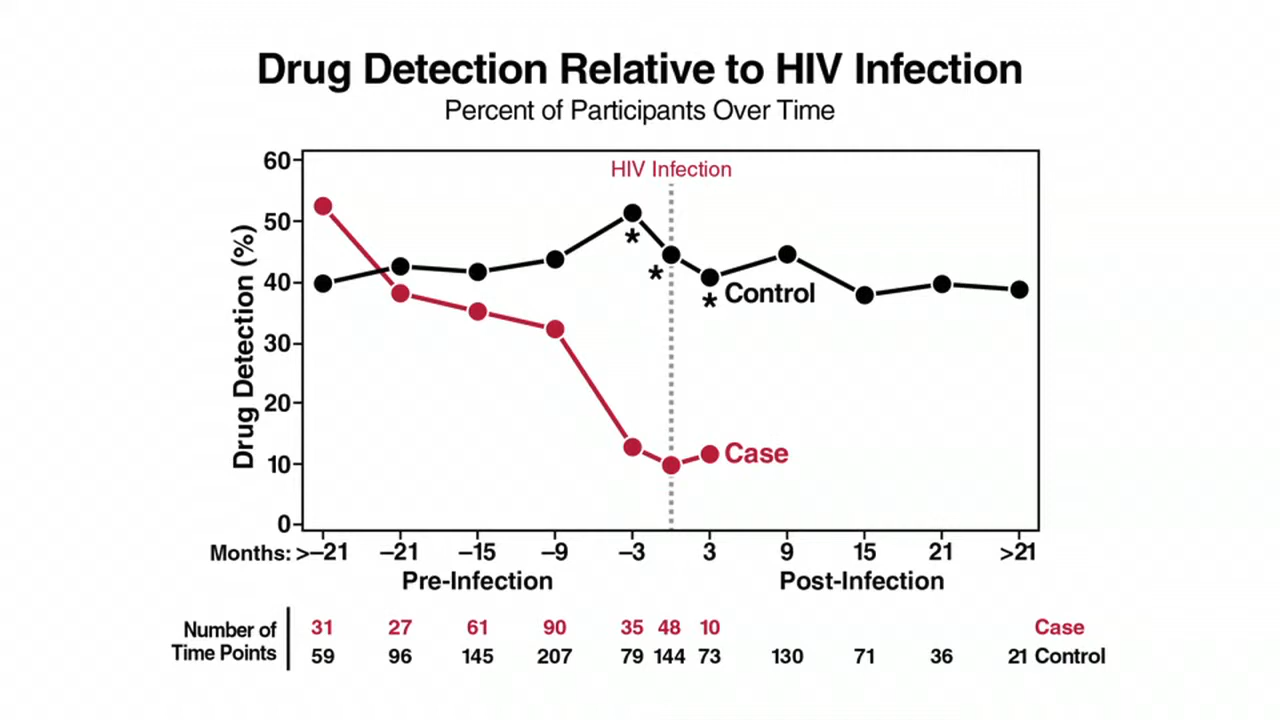 Drug Detection Relative to HIV Infection
Percent of Participants Over Time
HIV Infection
Drug Detection (%)
60
50
40
30
20
10
0
*
*
*
Control
Case
Months: >–21 –21 –15 –9 –3 3 9 15 21 >21
Pre-Infection Post-Infection
Number of Time Points
31 27 61 90 35 48 10 Case
59 96 145 207 79 144 73 130 71 36 21 Control